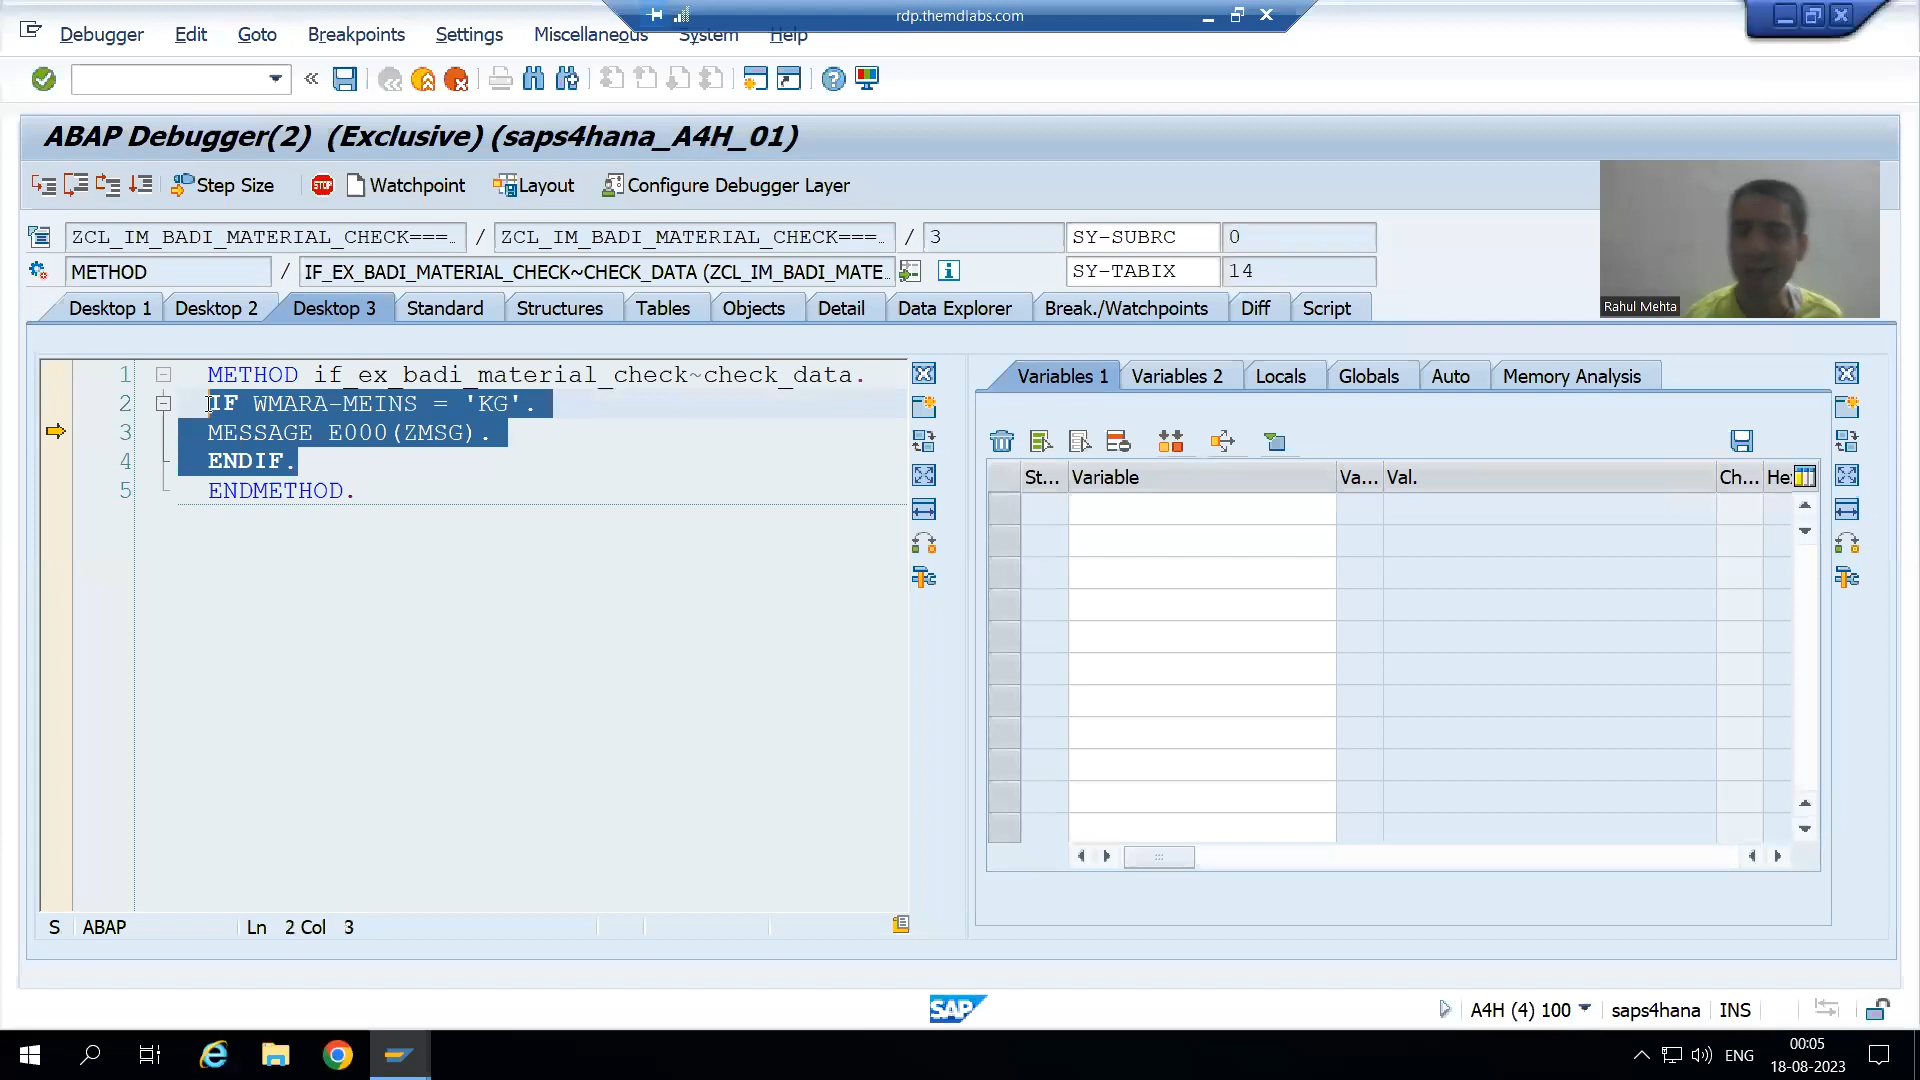 rdp.themdlabs.com
Debugger Edit Goto Breakpoints Settings Miscellaneous System Help
ABAP Debugger(2) (Exclusive) (saps4hana_A4H_01)
Step Size STOP Watchpoint Layout Configure Debugger Layer
ZCL_IM_BADI_MATERIAL_CHECK===… / ZCL_IM_BADI_MATERIAL_CHECK===… / 3 SY-SUBRC 0
METHOD / IF_EX_BADI_MATERIAL_CHECK~CHECK_DATA (ZCL_IM_BADI_MATE… SY-TABIX 14
Rahul Mehta
Desktop 1 Desktop 2 Desktop 3 Standard Structures Tables Objects Detail Data Explorer Break./Watchpoints Diff Script
1 METHOD if_ex_badi_material_check~check_data.
2 IF WMARA-MEINS = 'KG'.
3 MESSAGE E000(ZMSG).
4 ENDIF.
5 ENDMETHOD.
Variables 1 Variables 2 Locals Globals Auto Memory Analysis
St... Variable Va... Val. Ch... He
S ABAP Ln 2 Col 3
SAP A4H (4) 100 saps4hana INS
ENG 00:05
18-08-2023